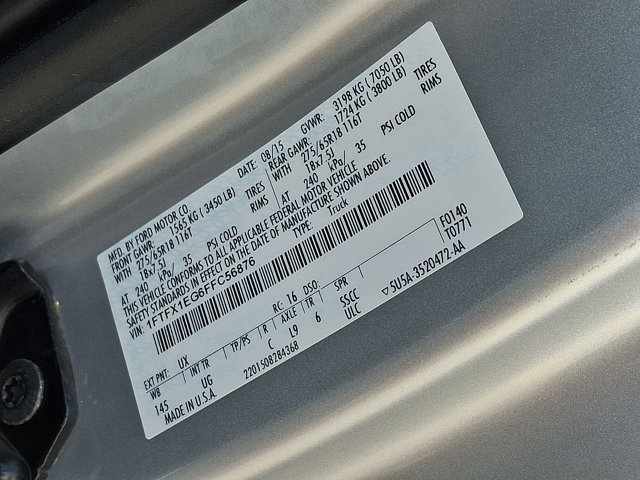 MFD. BY FORD MOTOR CO. DATE: 08/15 GVWR: 3198 KG ( 7050 LB)
FRONT GAWR: 1565 KG ( 3450 LB) REAR GAWR: 1724 KG ( 3800 LB)
WITH 275/65R18 116T TIRES WITH 275/65R18 116T TIRES
18x7.5J RIMS 18x7.5J RIMS
AT 240 kPa/ 35 PSI COLD AT 240 kPa/ 35 PSI COLD
THIS VEHICLE CONFORMS TO ALL APPLICABLE FEDERAL MOTOR VEHICLE
SAFETY STANDARDS IN EFFECT ON THE DATE OF MANUFACTURE SHOWN ABOVE.
VIN: 1FTFX1EG6FFC56876 TYPE: Truck
F0140
T0771
EXT PNT: UX RC: 16 DSO:
WB INT TR TP/PS R AXLE TR SPR
145 UG C L9 6 SSCC ▽5U5A-3520472-AA
MADE IN U.S.A. 2201508284368 ULC